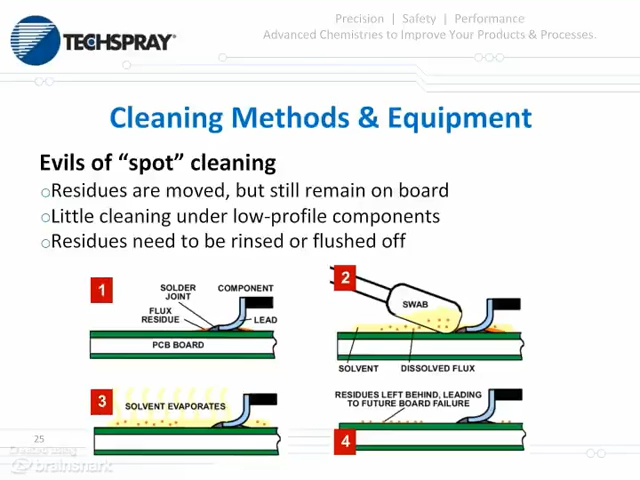 Precision | Safety | Performance
TECHSPRAY®
Advanced Chemistries to Improve Your Products & Processes.
Cleaning Methods & Equipment
Evils of “spot” cleaning
○Residues are moved, but still remain on board
○Little cleaning under low-profile components
○Residues need to be rinsed or flushed off
1
SOLDER
JOINT
COMPONENT
FLUX
RESIDUE
LEAD
PCB BOARD
2
SWAB
SOLVENT
DISSOLVED FLUX
3
SOLVENT EVAPORATES
RESIDUES LEFT BEHIND, LEADING
TO FUTURE BOARD FAILURE
4
25
Created using
brainshark